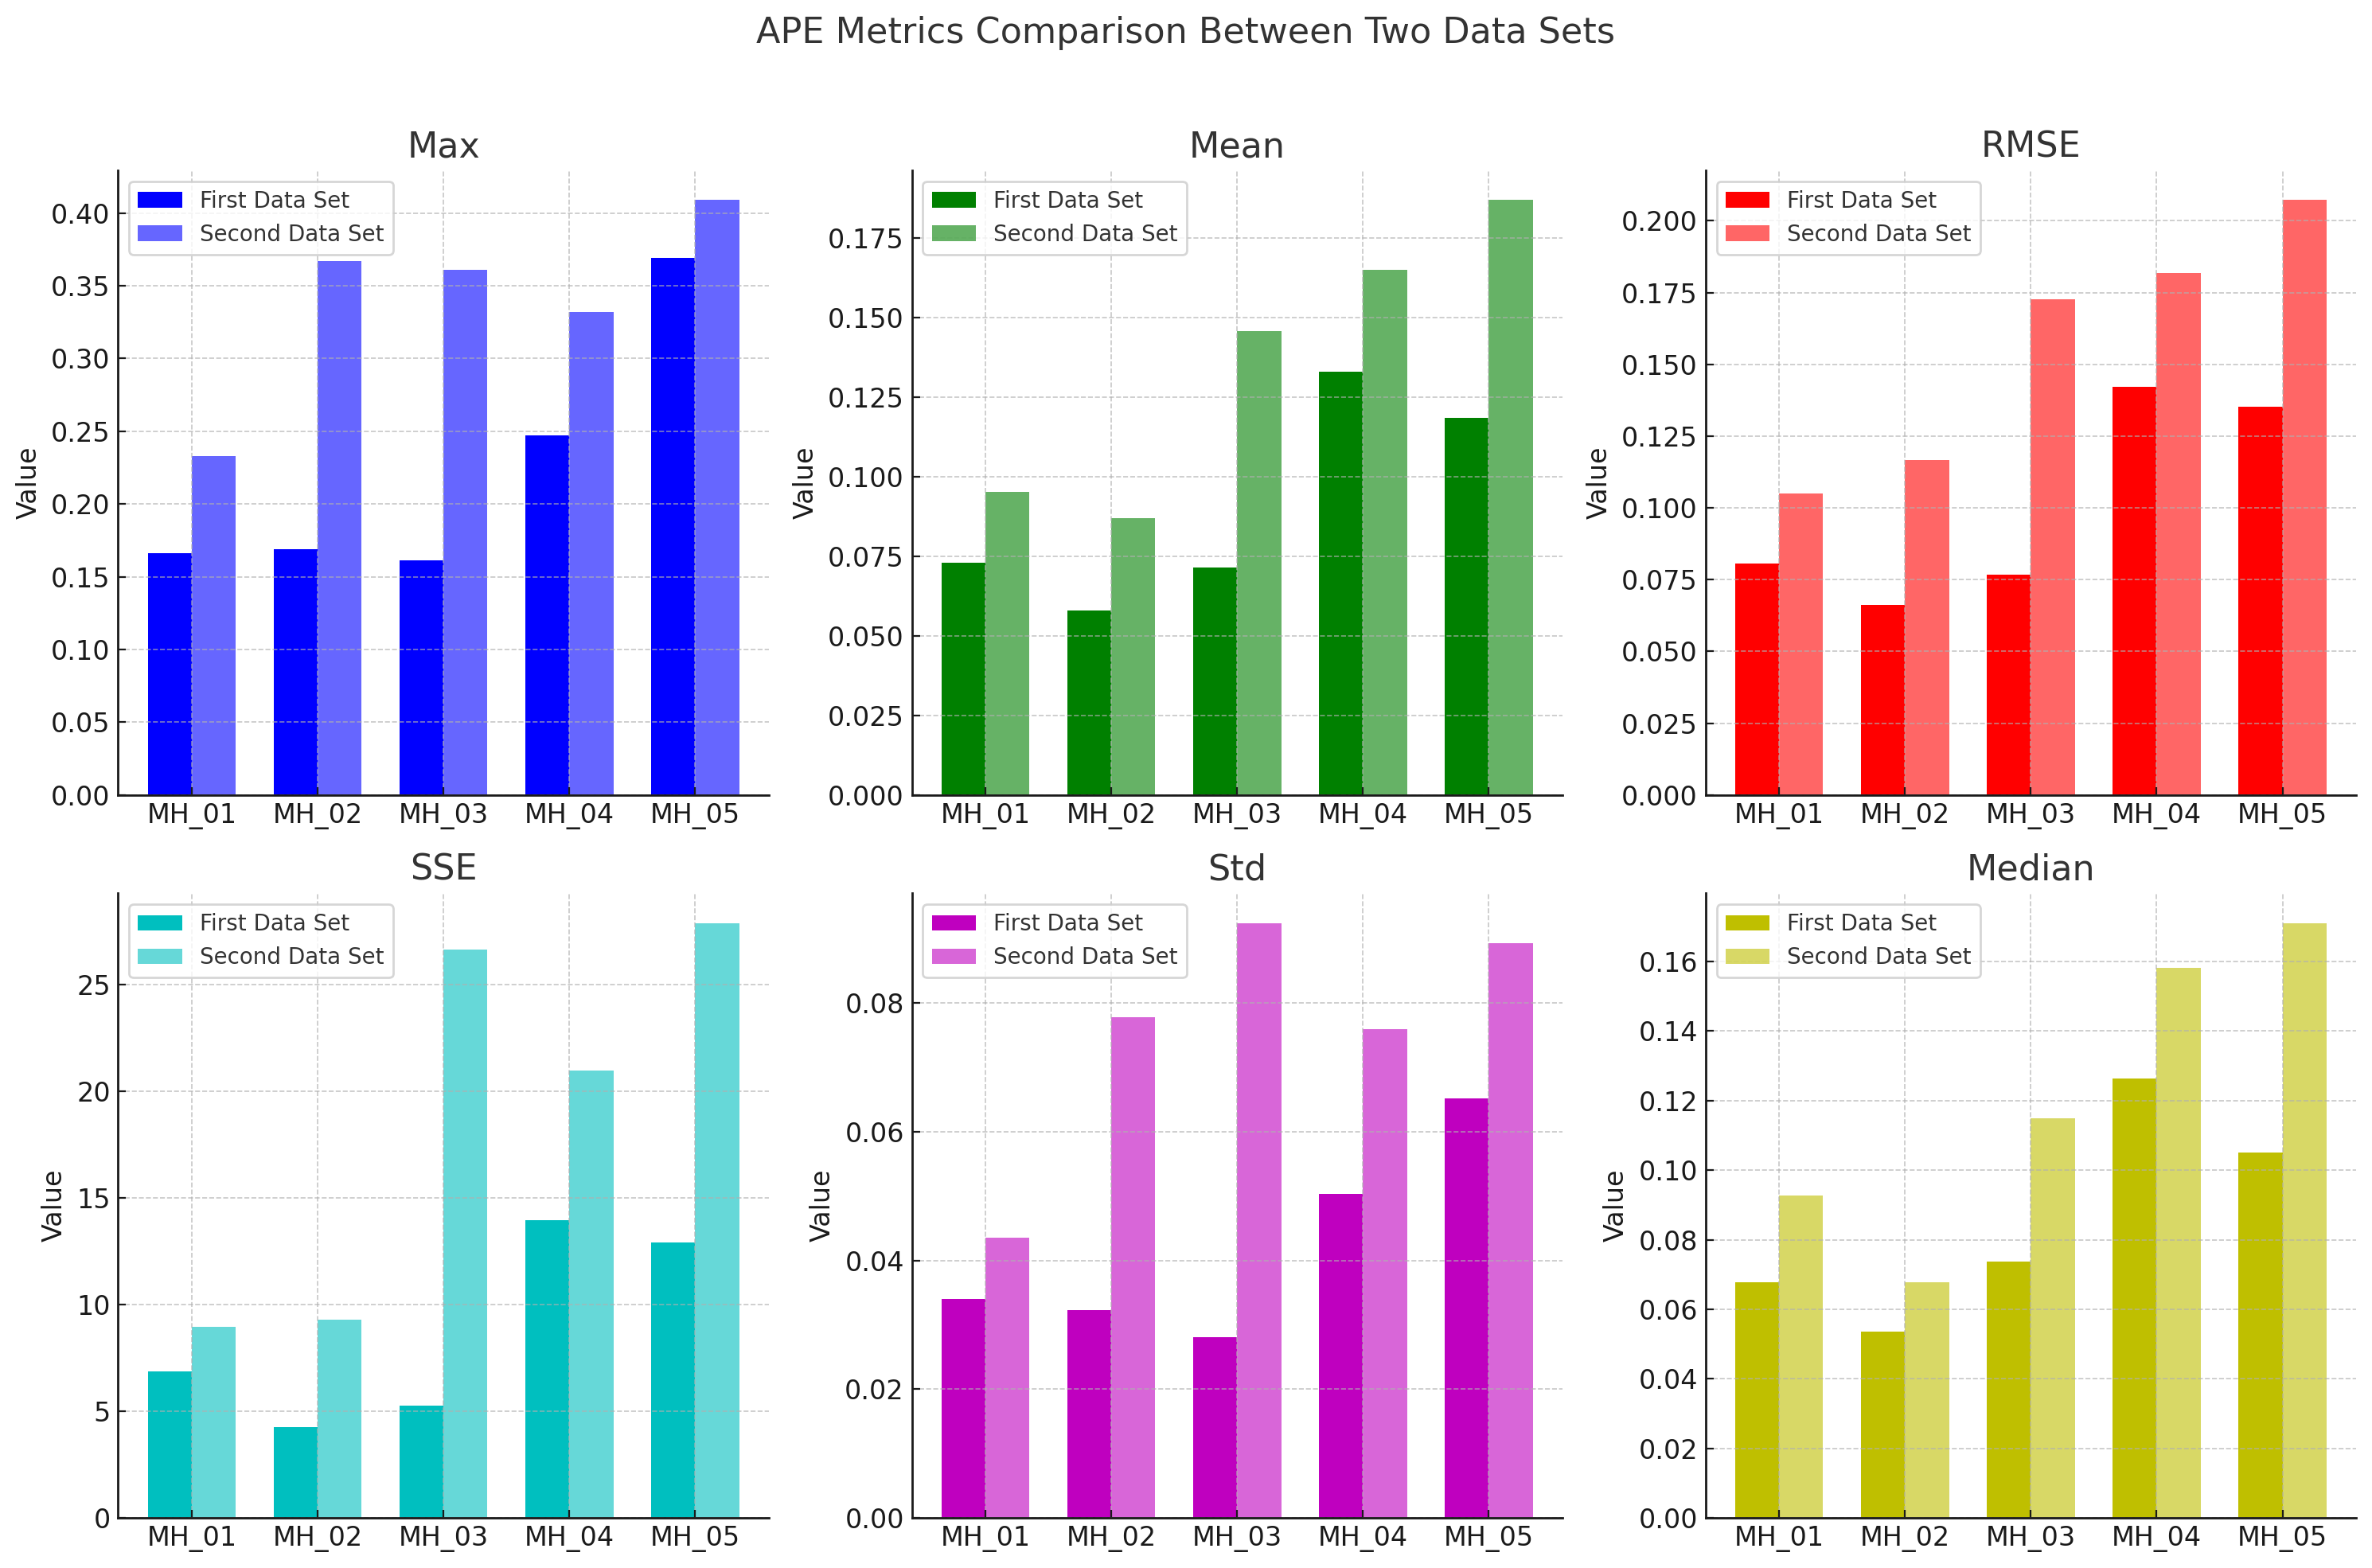 APE Metrics Comparison Between Two Data Sets
Max
First Data Set
Second Data Set
0.40
0.35
0.30
0.25
0.20
0.15
0.10
0.05
0.00
Value
MH_01 MH_02 MH_03 MH_04 MH_05
Mean
First Data Set
Second Data Set
0.175
0.150
0.125
0.100
0.075
0.050
0.025
0.000
Value
MH_01 MH_02 MH_03 MH_04 MH_05
RMSE
First Data Set
Second Data Set
0.200
0.175
0.150
0.125
0.100
0.075
0.050
0.025
0.000
Value
MH_01 MH_02 MH_03 MH_04 MH_05
SSE
First Data Set
Second Data Set
25
20
15
10
5
0
Value
MH_01 MH_02 MH_03 MH_04 MH_05
Std
First Data Set
Second Data Set
0.08
0.06
0.04
0.02
0.00
Value
MH_01 MH_02 MH_03 MH_04 MH_05
Median
First Data Set
Second Data Set
0.16
0.14
0.12
0.10
0.08
0.06
0.04
0.02
0.00
Value
MH_01 MH_02 MH_03 MH_04 MH_05